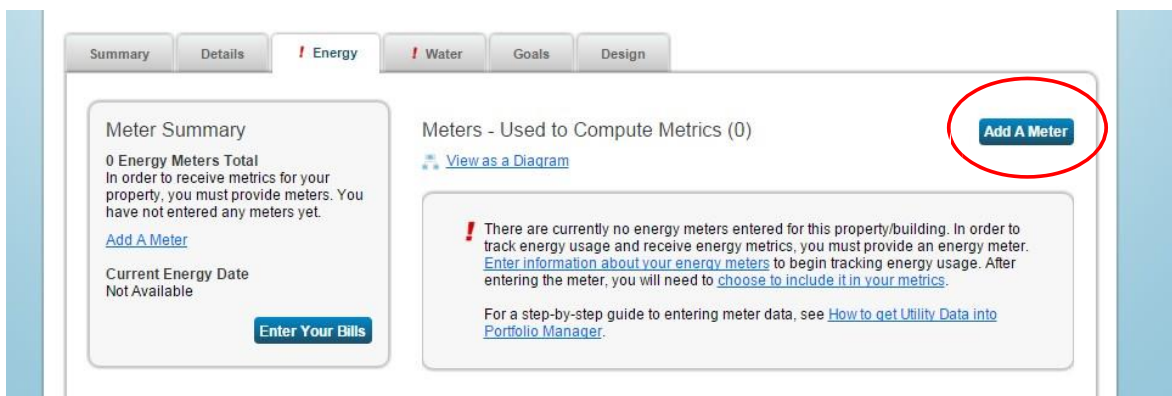 Summary
Details
! Energy
! Water
Goals
Design
Meter Summary
0 Energy Meters Total
In order to receive metrics for your
property, you must provide meters. You
have not entered any meters yet.
Add A Meter
Current Energy Date
Not Available
Enter Your Bills
Meters - Used to Compute Metrics (0)
Add A Meter
View as a Diagram
! There are currently no energy meters entered for this property/building. In order to
track energy usage and receive energy metrics, you must provide an energy meter.
Enter information about your energy meters to begin tracking energy usage. After
entering the meter, you will need to choose to include it in your metrics.
For a step-by-step guide to entering meter data, see How to get Utility Data into
Portfolio Manager.